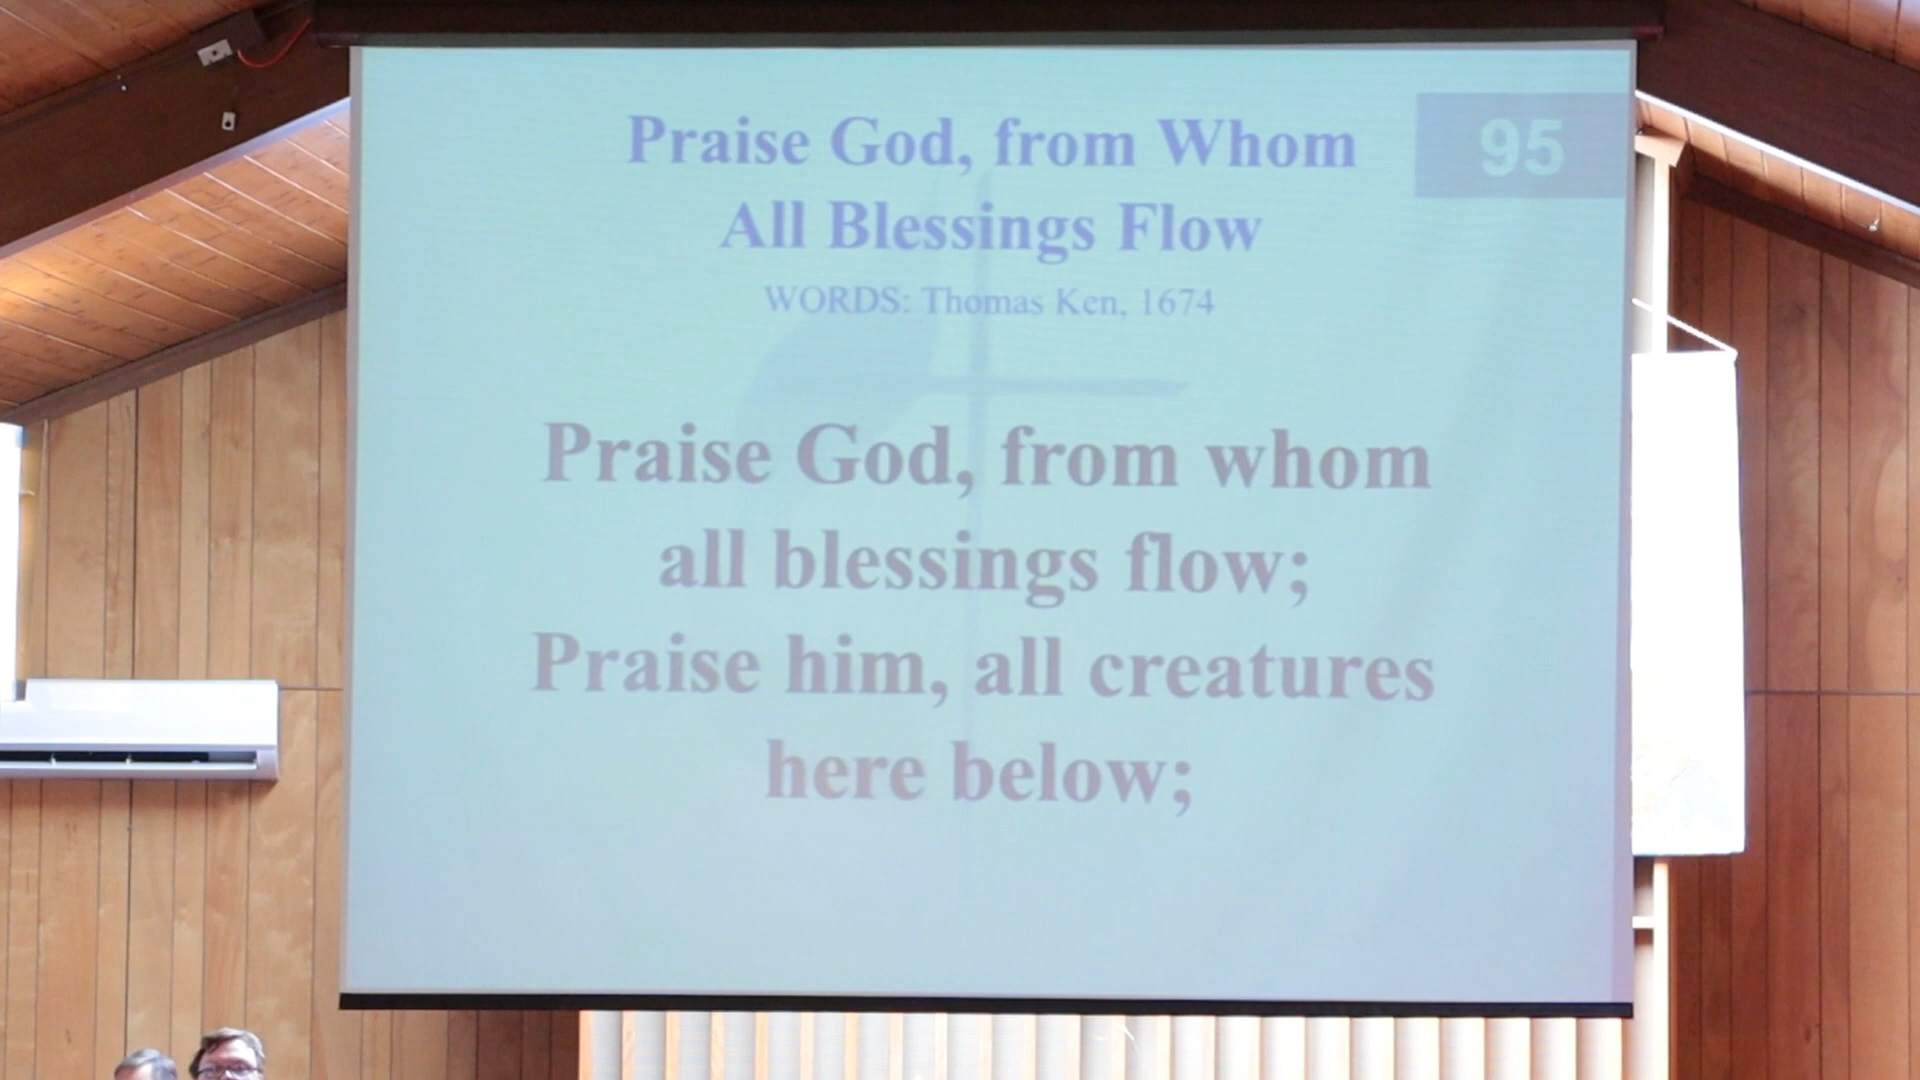 Praise God, from Whom
95
All Blessings Flow
WORDS: Thomas Ken, 1674
Praise God, from whom
all blessings flow;
Praise him, all creatures
here below;